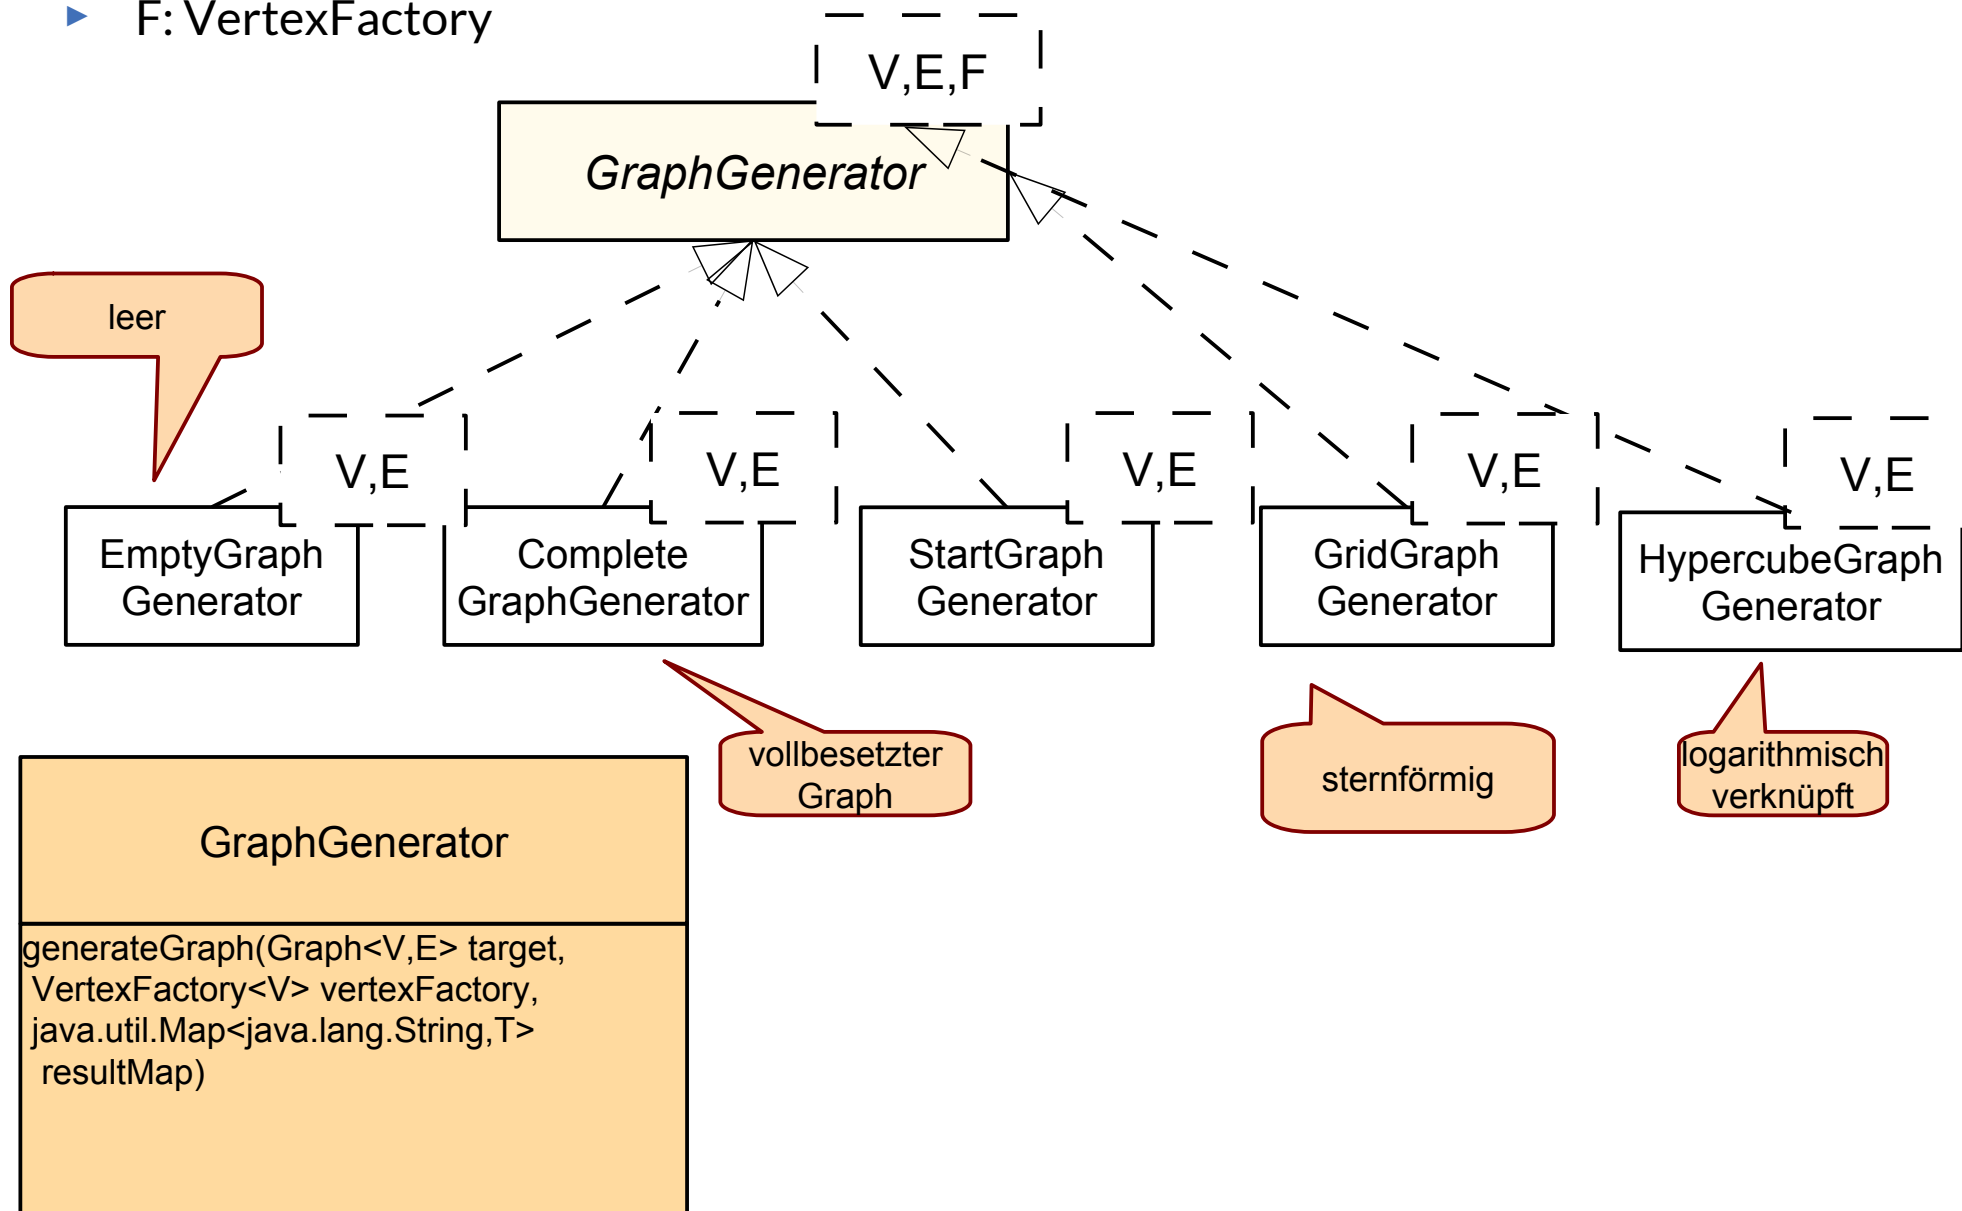 F: VertexFactory
V,E,F
GraphGenerator
leer
V,E
V,E
V,E
V,E
V,E
EmptyGraph
Generator
Complete
GraphGenerator
StartGraph
Generator
GridGraph
Generator
HypercubeGraph
Generator
vollbesetzter
Graph
sternförmig
logarithmisch
verknüpft
GraphGenerator
generateGraph(Graph<V,E> target,
VertexFactory<V> vertexFactory,
java.util.Map<java.lang.String,T>
resultMap)